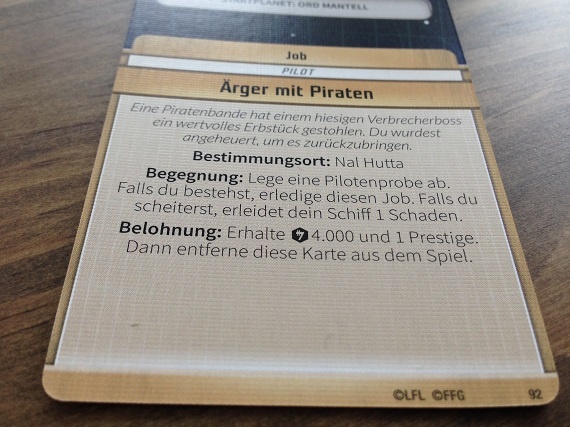 STARTPLANET: ORD MANTELL
Job
PILOT
Ärger mit Piraten
Eine Piratenbande hat einem hiesigen Verbrecherboss
ein wertvolles Erbstück gestohlen. Du wurdest
angeheuert, um es zurückzubringen.
Bestimmungsort: Nal Hutta
Begegnung: Lege eine Pilotenprobe ab.
Falls du bestehst, erledige diesen Job. Falls du
scheiterst, erleidet dein Schiff 1 Schaden.
Belohnung: Erhalte 4.000 und 1 Prestige.
Dann entferne diese Karte aus dem Spiel.
©LFL ©FFG 92